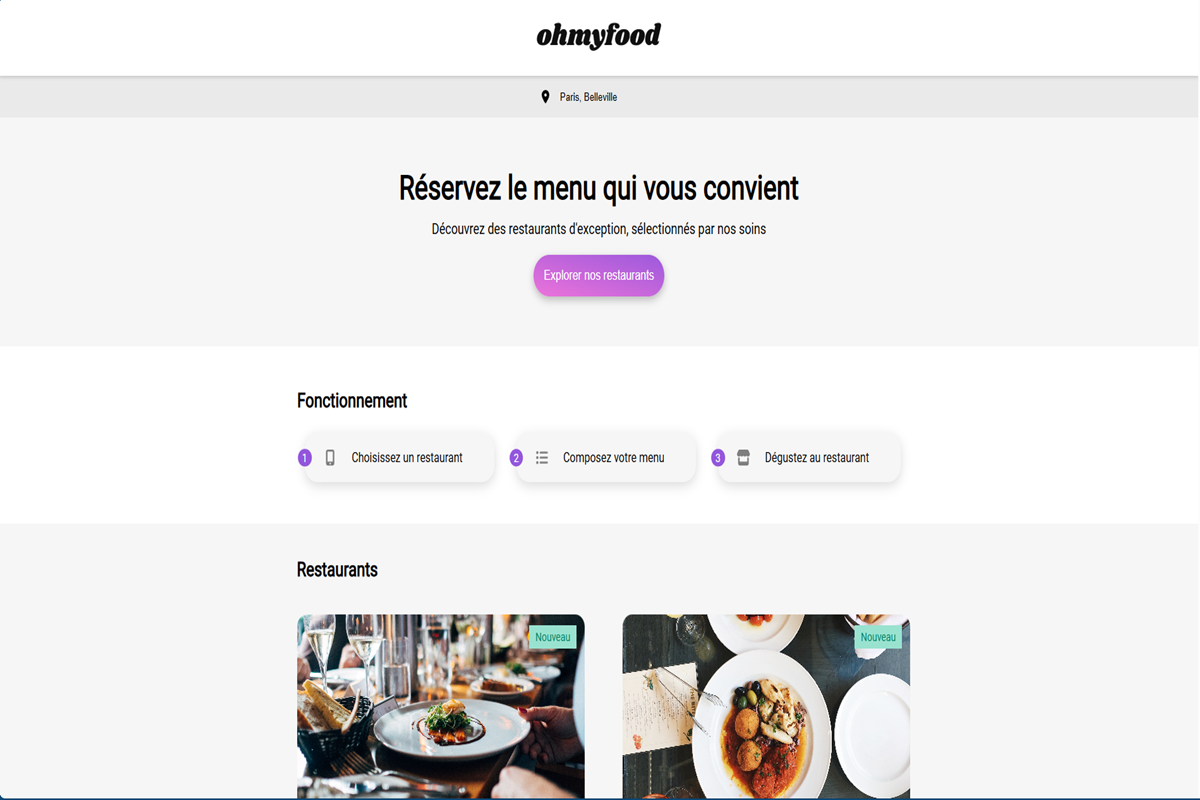 ohmyfood
Paris, Belleville
Réservez le menu qui vous convient
Découvrez des restaurants d'exception, sélectionnés par nos soins
Explorer nos restaurants
Fonctionnement
1 Choisissez un restaurant
2 Composez votre menu
3 Dégustez au restaurant
Restaurants
Nouveau
Nouveau